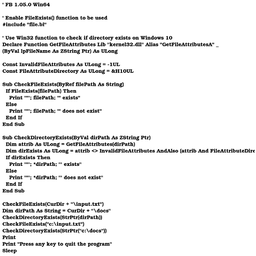 ' FB 1.05.0 Win64
' Enable FileExists() function to be used
#include "file.bi"
' Use Win32 function to check if directory exists on Windows 10
Declare Function GetFileAttributes Lib "kernel32.dll" Alias "GetFileAttributesA" _
(ByVal lpFileName As ZString Ptr) As ULong
Const InvalidFileAttributes As ULong = -1UL
Const FileAttributeDirectory As ULong = &H10UL
Sub CheckFileExists(ByRef filePath As String)
If FileExists(filePath) Then
Print "'"; filePath; "' exists"
Else
Print "'"; filePath; "' does not exist"
End If
End Sub
Sub CheckDirectoryExists(ByVal dirPath As ZString Ptr)
Dim attrib As ULong = GetFileAttributes(dirPath)
Dim dirExists As ULong = attrib <> InvalidFileAttributes AndAlso (attrib And FileAttributeDire
If dirExists Then
Print "'"; *dirPath; "' exists"
Else
Print "'"; *dirPath; "' does not exist"
End If
End Sub
CheckFileExists(CurDir + "\input.txt")
Dim dirPath As String = CurDir + "\docs"
CheckDirectoryExists(StrPtr(dirPath))
CheckFileExists("c:\input.txt")
CheckDirectoryExists(StrPtr("c:\docs"))
Print
Print "Press any key to quit the program"
Sleep